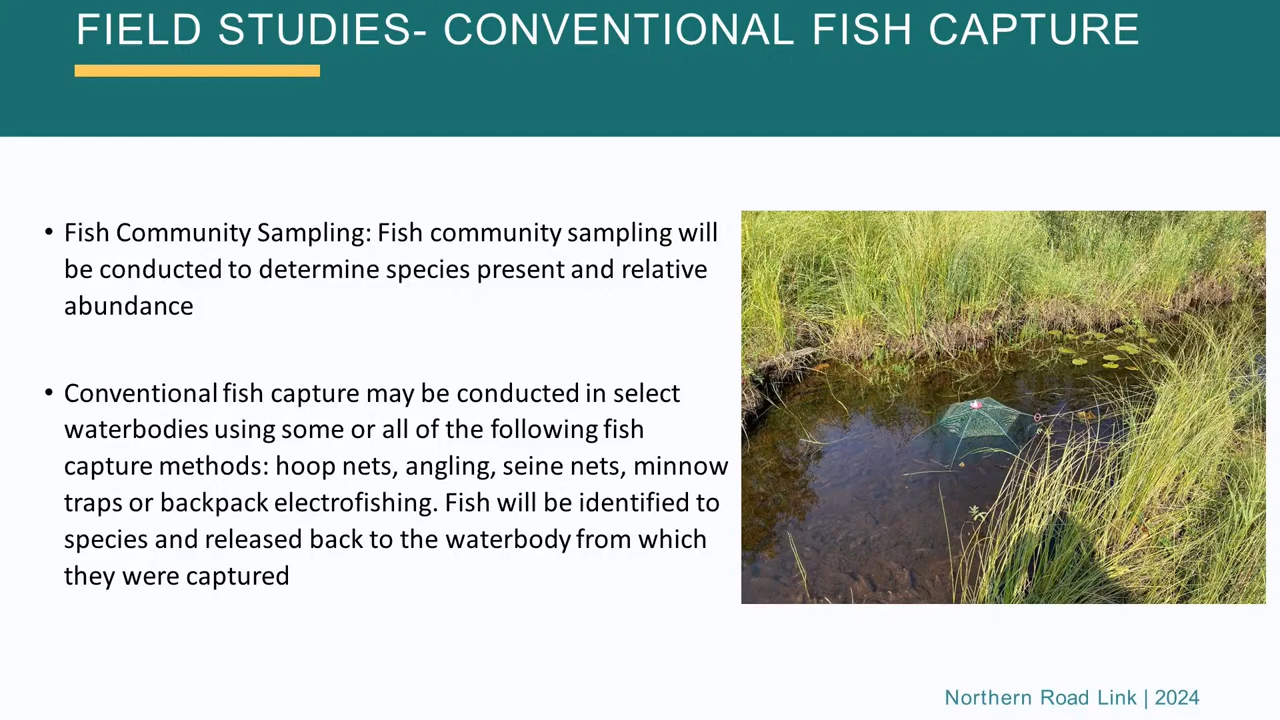 FIELD STUDIES- CONVENTIONAL FISH CAPTURE
• Fish Community Sampling: Fish community sampling will
be conducted to determine species present and relative
abundance
• Conventional fish capture may be conducted in select
waterbodies using some or all of the following fish
capture methods: hoop nets, angling, seine nets, minnow
traps or backpack electrofishing. Fish will be identified to
species and released back to the waterbody from which
they were captured
Northern Road Link | 2024